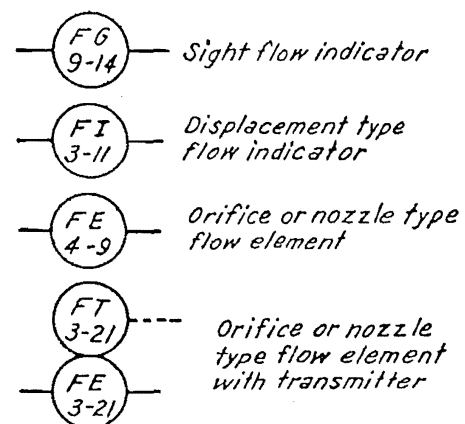 FG
9-14
Sight flow indicator
FI
3-11
Displacement type
flow indicator
FE
4-9
Orifice or nozzle type
flow element
FT
3-21
FE
3-21
Orifice or nozzle
type flow element
with transmitter